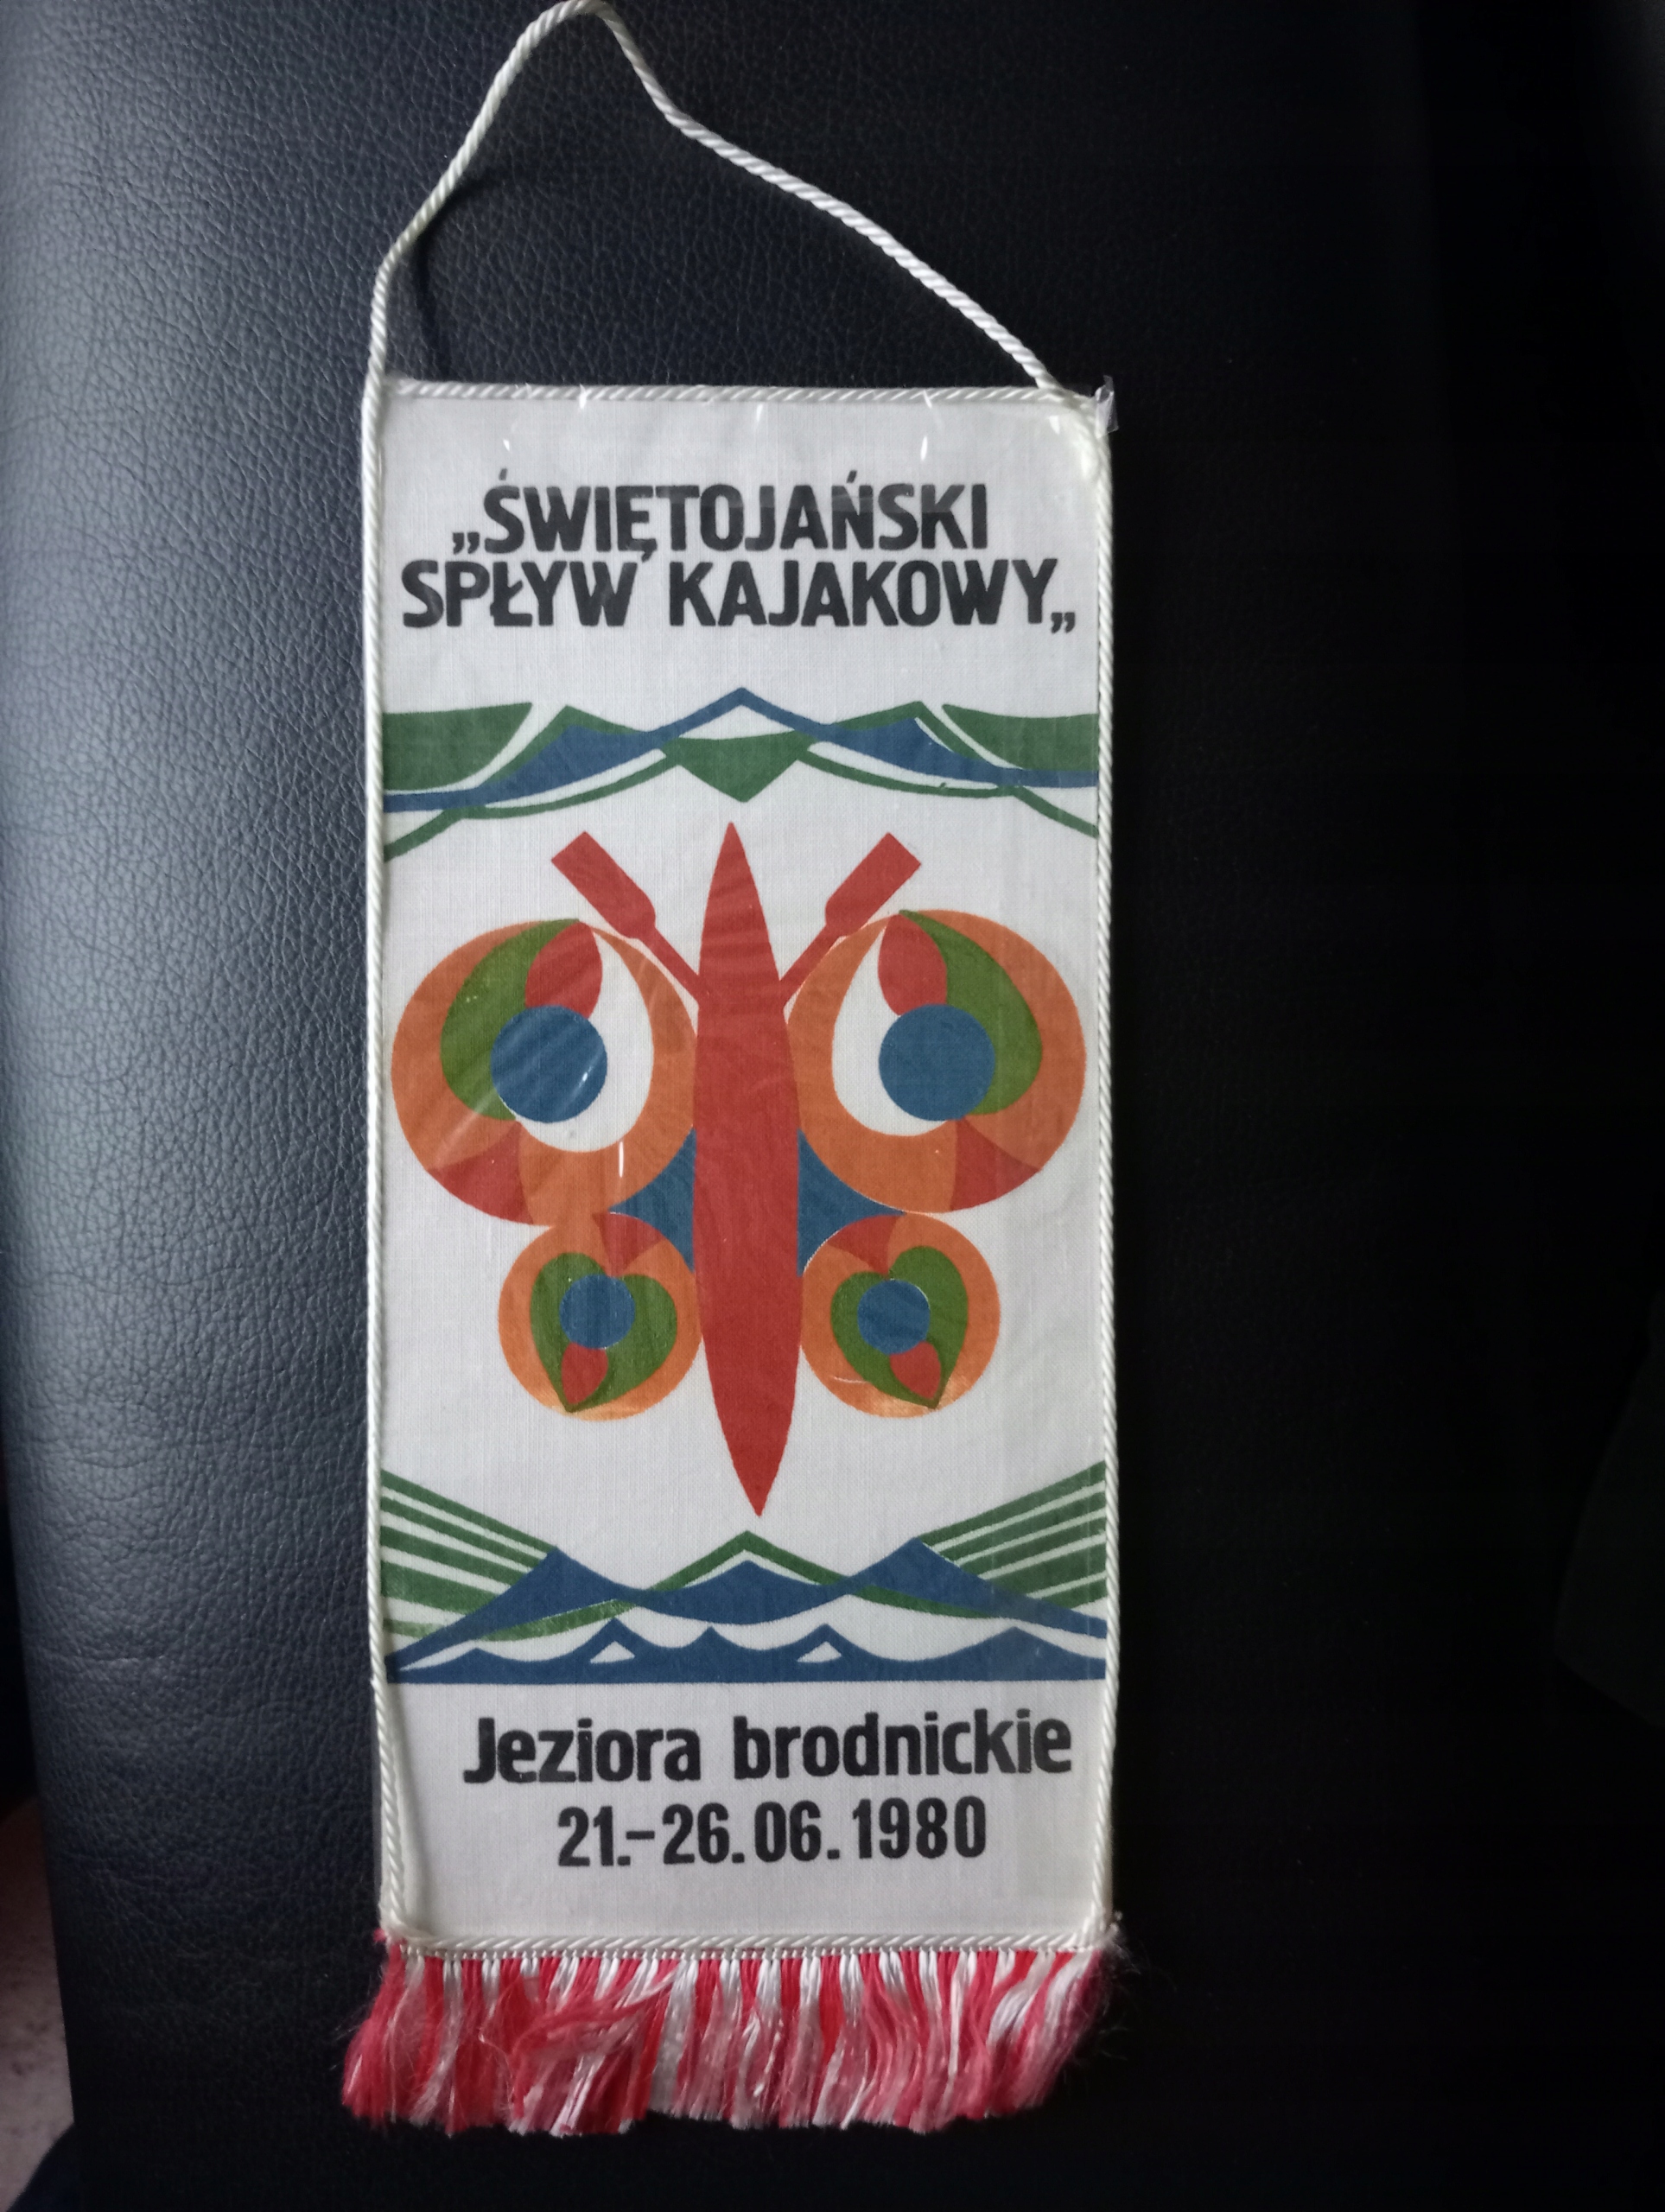 „ŚWIĘTOJAŃSKI
SPŁYW KAJAKOWY„
Jeziora brodnickie
21.-26.06.1980